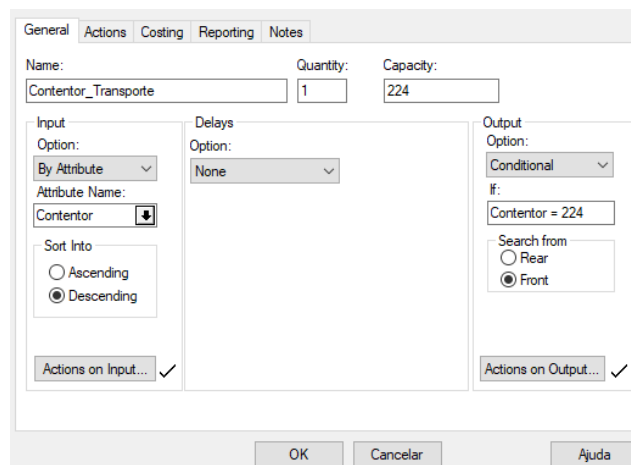 General Actions Costing Reporting Notes
Name: Quantity: Capacity:
Contentor_Transporte 1 224
Input Delays Output
Option: Option: Option:
By Attribute None Conditional
Attribute Name: If:
Contentor Contentor = 224
Sort Into Search from
Ascending Rear
Descending Front
Actions on Input... Actions on Output...
OK Cancelar Ajuda